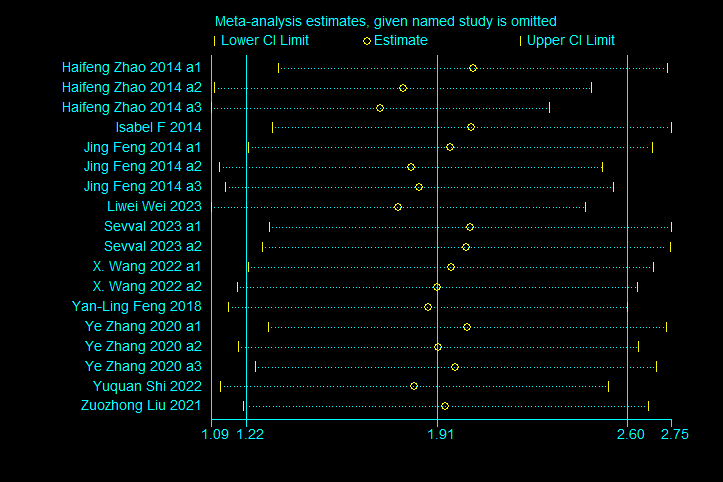 Meta-analysis estimates, given named study is omitted
Lower CI Limit Estimate Upper CI Limit
Haifeng Zhao 2014 a1
Haifeng Zhao 2014 a2
Haifeng Zhao 2014 a3
Isabel F 2014
Jing Feng 2014 a1
Jing Feng 2014 a2
Jing Feng 2014 a3
Liwei Wei 2023
Sevval 2023 a1
Sevval 2023 a2
X. Wang 2022 a1
X. Wang 2022 a2
Yan-Ling Feng 2018
Ye Zhang 2020 a1
Ye Zhang 2020 a2
Ye Zhang 2020 a3
Yuquan Shi 2022
Zuozhong Liu 2021
1.09 1.22 1.91 2.60 2.75